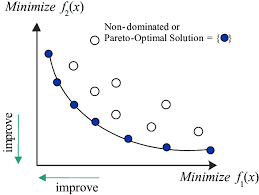 Minimize f2(x)
Non-dominated or
Pareto-Optimal Solution = { }
improve
Minimize f1(x)
improve